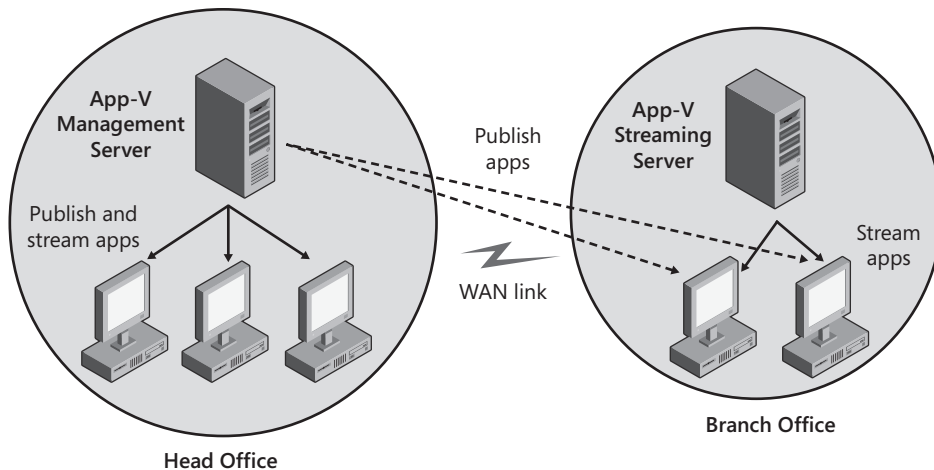 App-V
Management
Server
Publish and
stream apps
Head Office
Publish
apps
WAN link
App-V
Streaming
Server
Stream
apps
Branch Office